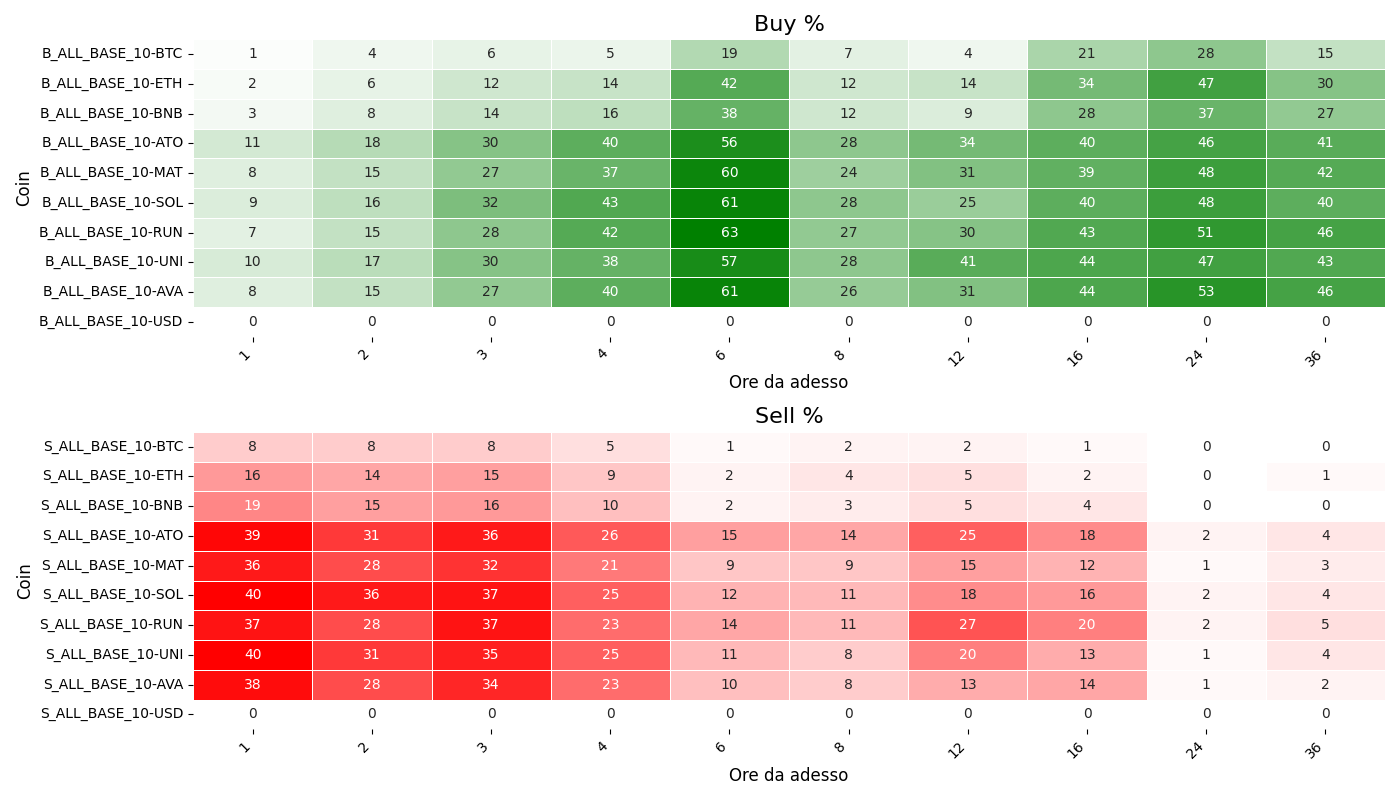 Buy %
Coin
B_ALL_BASE_10-BTC 1 4 6 5 19 7 4 21 28 15
B_ALL_BASE_10-ETH 2 6 12 14 42 12 14 34 47 30
B_ALL_BASE_10-BNB 3 8 14 16 38 12 9 28 37 27
B_ALL_BASE_10-ATO 11 18 30 40 56 28 34 40 46 41
B_ALL_BASE_10-MAT 8 15 27 37 60 24 31 39 48 42
B_ALL_BASE_10-SOL 9 16 32 43 61 28 25 40 48 40
B_ALL_BASE_10-RUN 7 15 28 42 63 27 30 43 51 46
B_ALL_BASE_10-UNI 10 17 30 38 57 28 41 44 47 43
B_ALL_BASE_10-AVA 8 15 27 40 61 26 31 44 53 46
B_ALL_BASE_10-USD 0 0 0 0 0 0 0 0 0 0
1 2 3 4 6 8 12 16 24 36
Ore da adesso
Sell %
Coin
S_ALL_BASE_10-BTC 8 8 8 5 1 2 2 1 0 0
S_ALL_BASE_10-ETH 16 14 15 9 2 4 5 2 0 1
S_ALL_BASE_10-BNB 19 15 16 10 2 3 5 4 0 0
S_ALL_BASE_10-ATO 39 31 36 26 15 14 25 18 2 4
S_ALL_BASE_10-MAT 36 28 32 21 9 9 15 12 1 3
S_ALL_BASE_10-SOL 40 36 37 25 12 11 18 16 2 4
S_ALL_BASE_10-RUN 37 28 37 23 14 11 27 20 2 5
S_ALL_BASE_10-UNI 40 31 35 25 11 8 20 13 1 4
S_ALL_BASE_10-AVA 38 28 34 23 10 8 13 14 1 2
S_ALL_BASE_10-USD 0 0 0 0 0 0 0 0 0 0
1 2 3 4 6 8 12 16 24 36
Ore da adesso